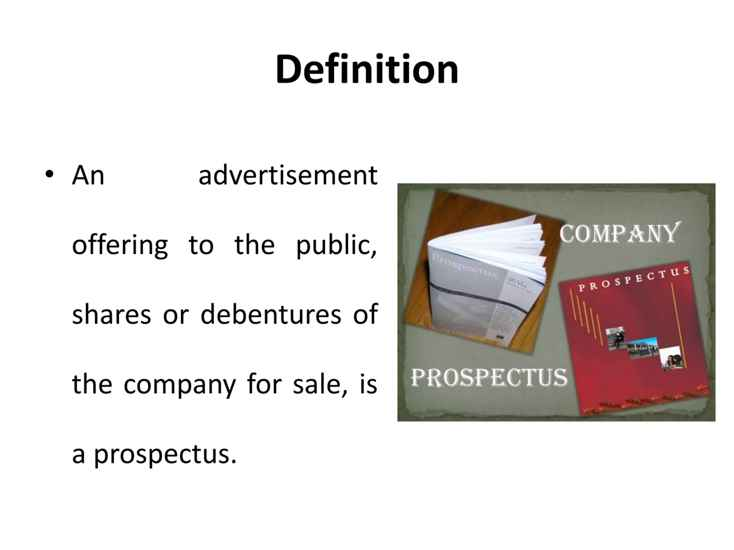 Definition
• An advertisement
offering to the public,
shares or debentures of
the company for sale, is
a prospectus.
COMPANY
Prospectus
PROSPECTUS
PROSPECTUS